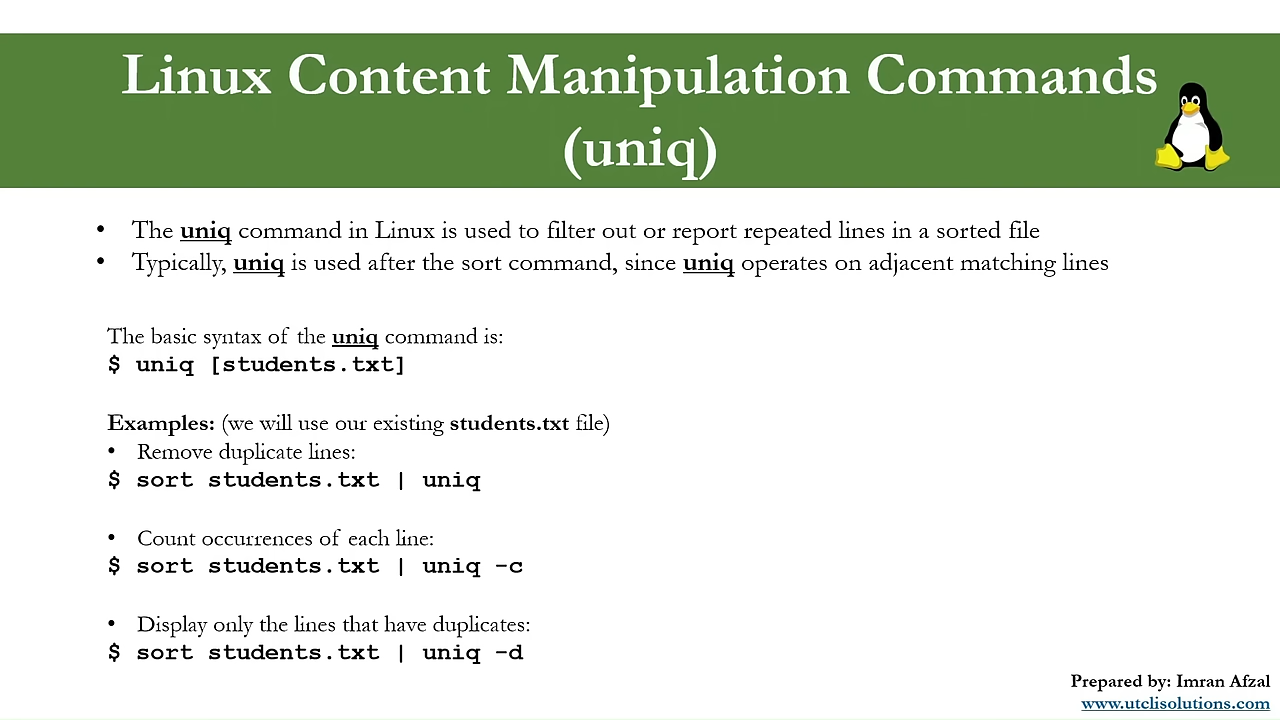 Linux Content Manipulation Commands
(uniq)
• The uniq command in Linux is used to filter out or report repeated lines in a sorted file
• Typically, uniq is used after the sort command, since uniq operates on adjacent matching lines
The basic syntax of the uniq command is:
$ uniq [students.txt]
Examples: (we will use our existing students.txt file)
• Remove duplicate lines:
$ sort students.txt | uniq
• Count occurrences of each line:
$ sort students.txt | uniq -c
• Display only the lines that have duplicates:
$ sort students.txt | uniq -d
Prepared by: Imran Afzal
www.utclisolutions.com